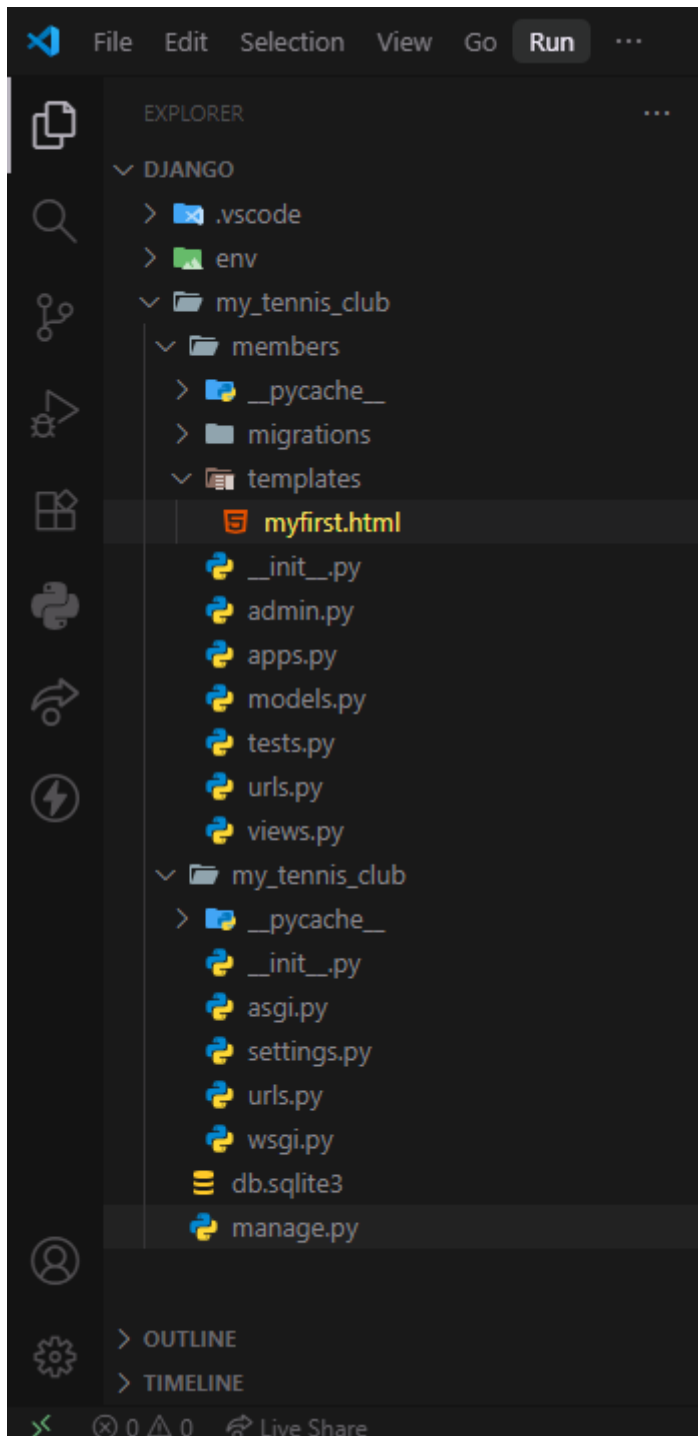 File Edit Selection View Go Run ...
EXPLORER ...
DJANGO
.vscode
env
my_tennis_club
members
__pycache__
migrations
templates
myfirst.html
__init__.py
admin.py
apps.py
models.py
tests.py
urls.py
views.py
my_tennis_club
__pycache__
__init__.py
asgi.py
settings.py
urls.py
wsgi.py
db.sqlite3
manage.py
OUTLINE
TIMELINE
0 0 Live Share